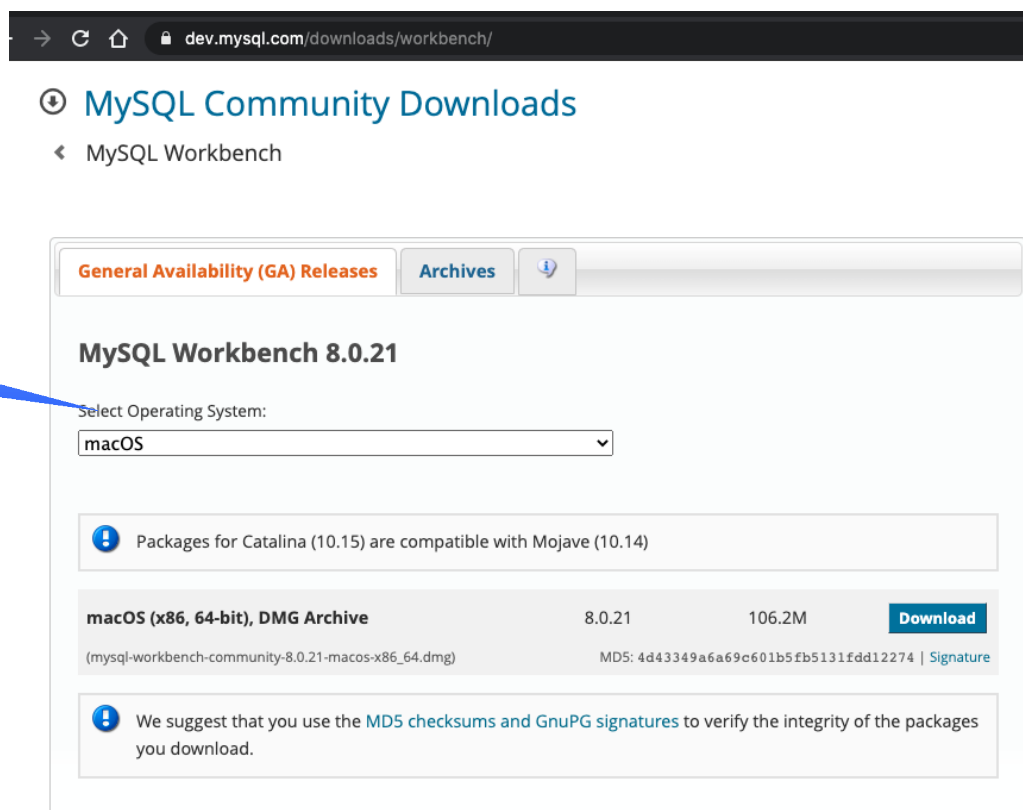 dev.mysql.com/downloads/workbench/
MySQL Community Downloads
MySQL Workbench
General Availability (GA) Releases Archives
MySQL Workbench 8.0.21
Select Operating System:
macOS
Packages for Catalina (10.15) are compatible with Mojave (10.14)
macOS (x86, 64-bit), DMG Archive 8.0.21 106.2M Download
(mysql-workbench-community-8.0.21-macos-x86_64.dmg) MD5: 4d43349a6a69c601b5fb5131fdd12274 | Signature
We suggest that you use the MD5 checksums and GnuPG signatures to verify the integrity of the packages
you download.